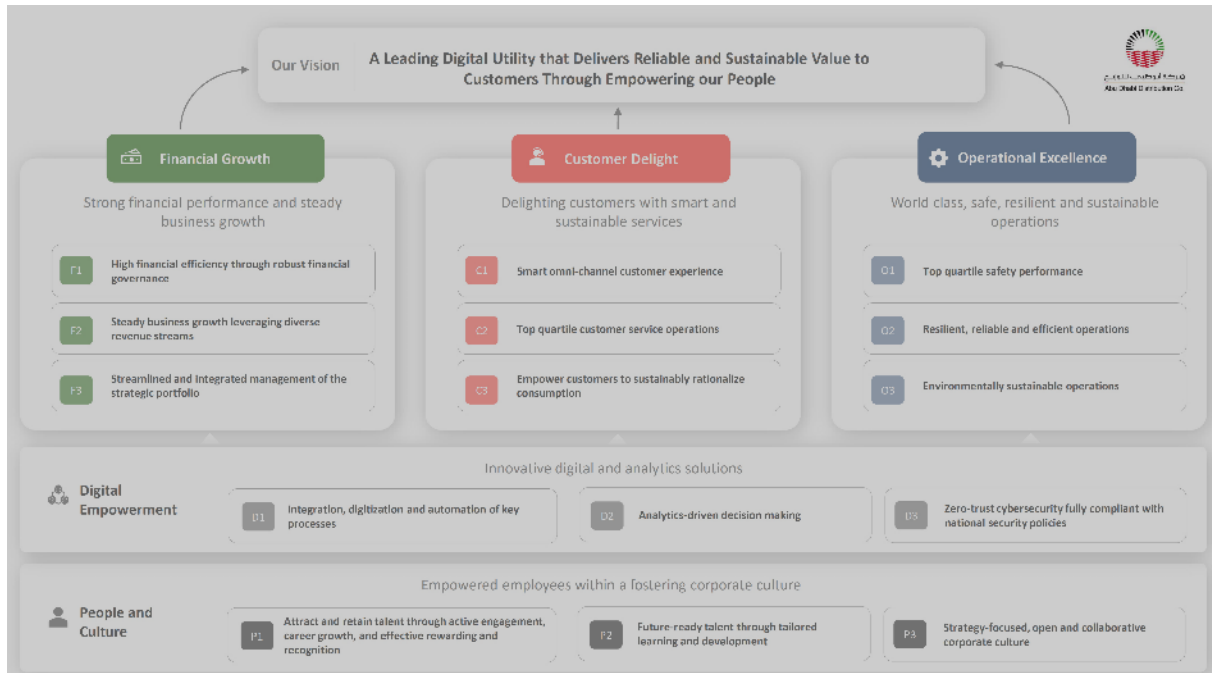 Our Vision
A Leading Digital Utility that Delivers Reliable and Sustainable Value to
Customers Through Empowering our People
Abu Dhabi Distribution Co.
Financial Growth
Strong financial performance and steady
business growth
F1
High financial efficiency through robust financial
governance
F2
Steady business growth leveraging diverse
revenue streams
F3
Streamlined and Integrated management of the
strategic portfolio
Customer Delight
Delighting customers with smart and
sustainable services
C1
Smart omni-channel customer experience
C2
Top quartile customer service operations
C3
Empower customers to sustainably rationalize
consumption
Operational Excellence
World class, safe, resilient and sustainable
operations
O1
Top quartile safety performance
O2
Resilient, reliable and efficient operations
O3
Environmentally sustainable operations
Digital
Empowerment
Innovative digital and analytics solutions
D1
Integration, digitization and automation of key
processes
D2
Analytics-driven decision making
D3
Zero-trust cybersecurity fully compliant with
national security policies
People and
Culture
Empowered employees within a fostering corporate culture
P1
Attract and retain talent through active engagement,
career growth, and effective rewarding and
recognition
P2
Future-ready talent through tailored
learning and development
P3
Strategy-focused, open and collaborative
corporate culture